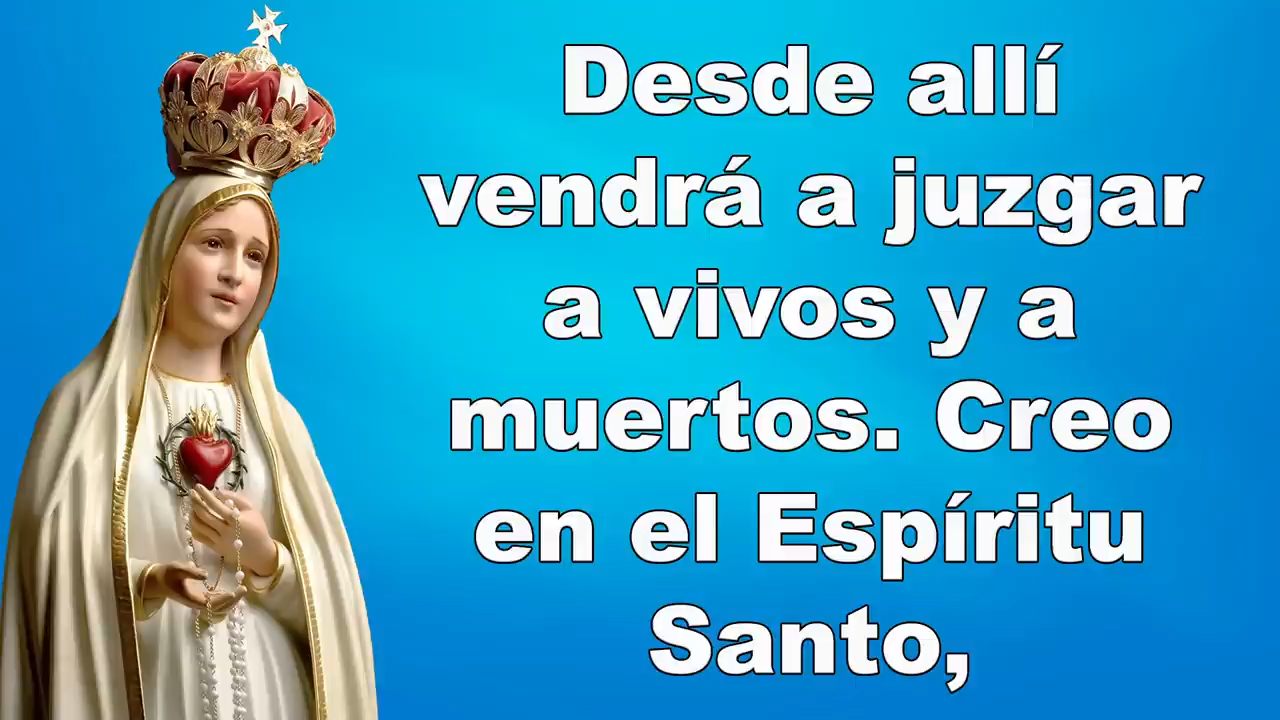 Desde allí
vendrá a juzgar
a vivos y a
muertos. Creo
en el Espíritu
Santo,